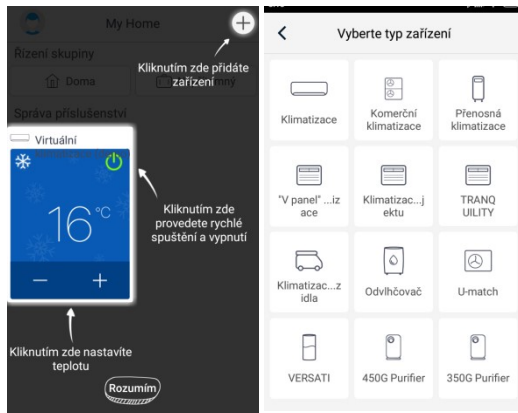 My Home
Kliknutím zde přidáte
zařízení
Řízení skupiny
Doma
Správa příslušenství
Virtuální
16°C
Kliknutím zde
provedete rychlé
spuštění a vypnutí
Kliknutím zde nastavíte
teplotu
Rozumím
Vyberte typ zařízení
Klimatizace
Komerční
klimatizace
Přenosná
klimatizace
"V panel" ...iz
ace
Klimatizac...j
ektu
TRANQ
UILITY
Klimatizac...z
idla
Odvlhčovač
U-match
VERSATI
450G Purifier
350G Purifier